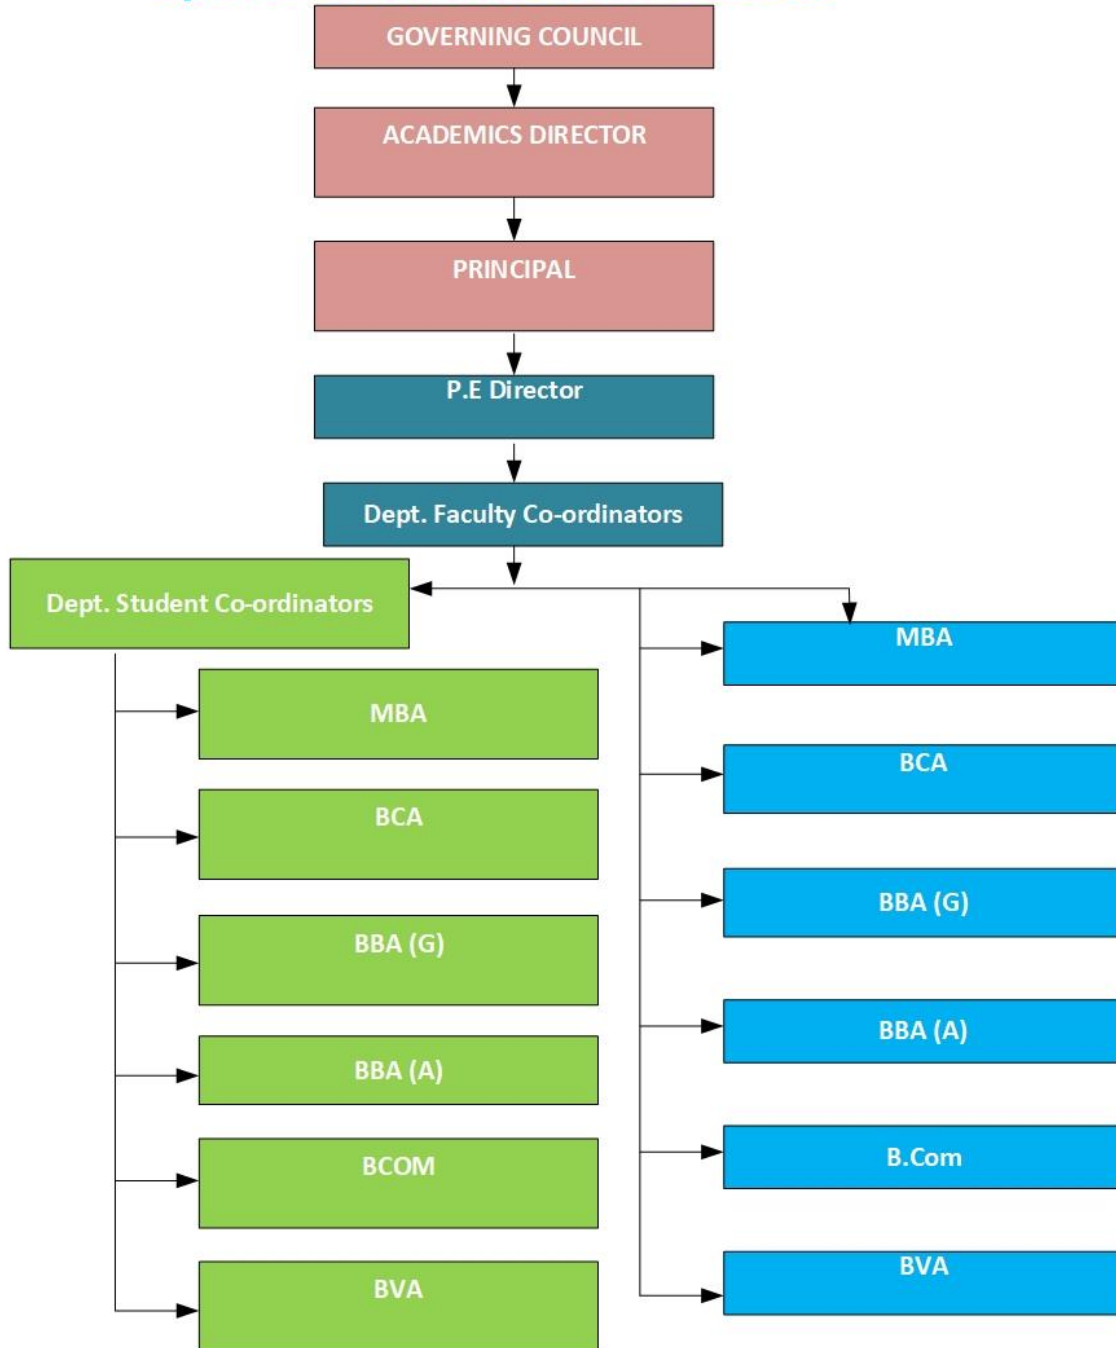 GOVERNING COUNCIL
ACADEMICS DIRECTOR
PRINCIPAL
P.E Director
Dept. Faculty Co-ordinators
Dept. Student Co-ordinators
MBA
BCA
BBA (G)
BBA (A)
BCOM
BVA
MBA
BCA
BBA (G)
BBA (A)
B.Com
BVA